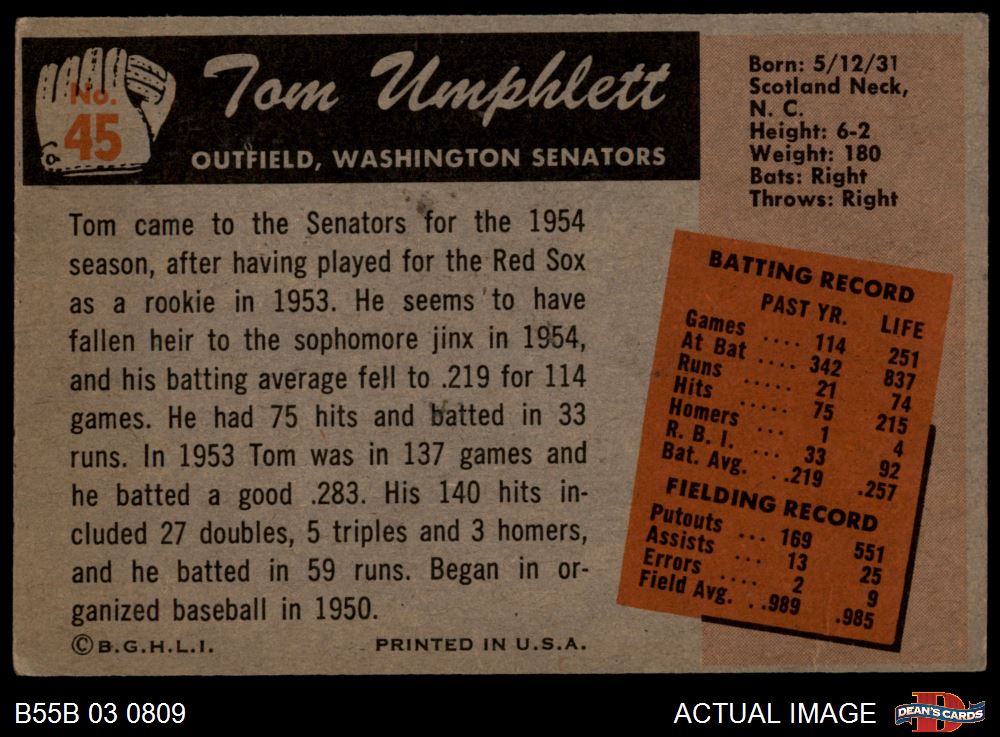 No.
45
Tom Umphlett
OUTFIELD, WASHINGTON SENATORS
Born: 5/12/31
Scotland Neck,
N. C.
Height: 6-2
Weight: 180
Bats: Right
Throws: Right
Tom came to the Senators for the 1954
season, after having played for the Red Sox
as a rookie in 1953. He seems to have
fallen heir to the sophomore jinx in 1954,
and his batting average fell to .219 for 114
games. He had 75 hits and batted in 33
runs. In 1953 Tom was in 137 games and
he batted a good .283. His 140 hits in-
cluded 27 doubles, 5 triples and 3 homers,
and he batted in 59 runs. Began in or-
ganized baseball in 1950.
©B.G.H.L.I. PRINTED IN U.S.A.
BATTING RECORD
PAST YR. LIFE
Games .... 114 251
At Bat .... 342 837
Runs ..... 21 74
Hits ..... 75 215
Homers ... 1 4
R. B. I. ... 33 92
Bat. Avg. . .219 .257
FIELDING RECORD
Putouts ... 169 551
Assists ... 13 25
Errors .... 2 9
Field Avg. . .989 .985
B55B 03 0809
ACTUAL IMAGE
D
DEAN'S CARDS